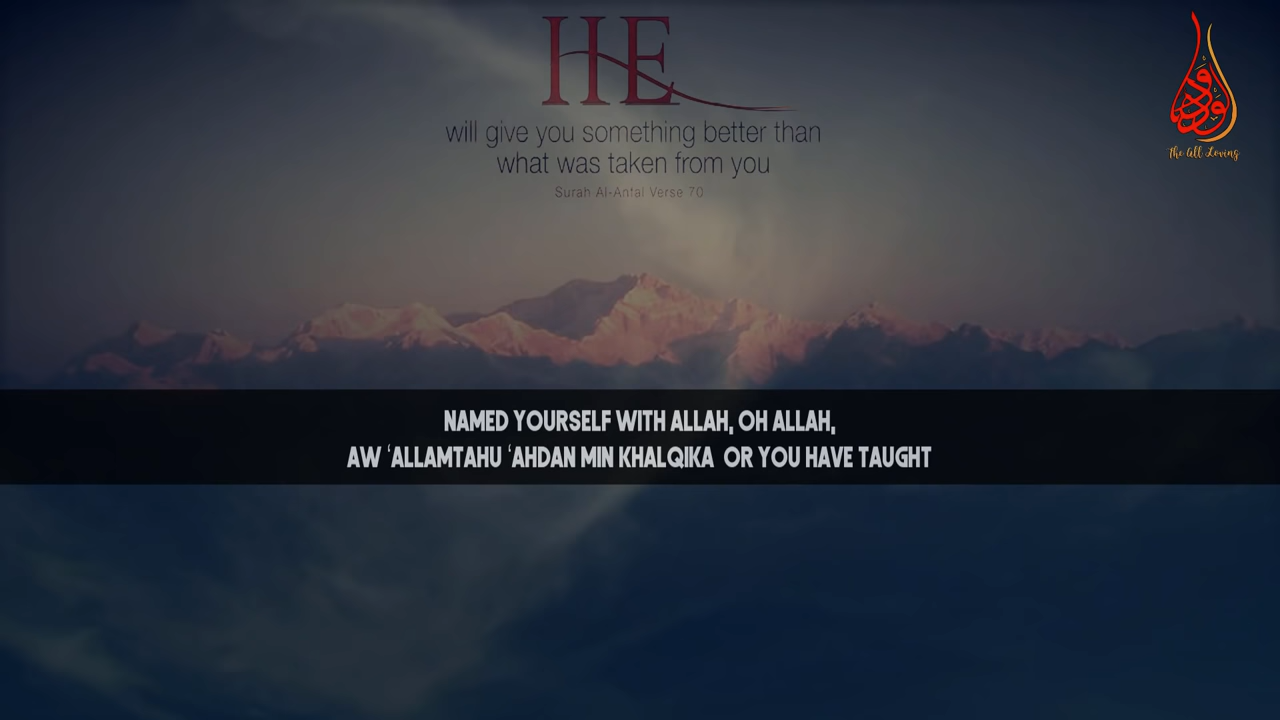 HE
will give you something better than
what was taken from you
Surah Al-Anfal Verse 70
الودود
The All Loving
NAMED YOURSELF WITH ALLAH, OH ALLAH,
AW ‘ALLAMTAHU ‘AHDAN MIN KHALQIKA OR YOU HAVE TAUGHT